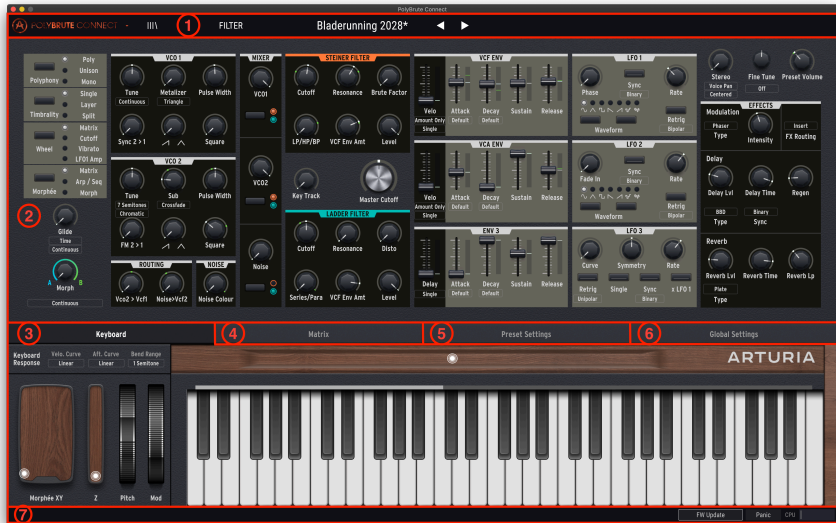 PolyBrute Connect
POLYBRUTE CONNECT
1
FILTER
Bladerunning 2028*
Polyphony
Poly
Unison
Mono
Timbrality
Single
Layer
Split
Wheel
Matrix
Cutoff
Vibrato
LFO1 Amp
Morphée
Matrix
Arp / Seq
Morph
2
Glide
Time
Continuous
A
B
Morph
Continuous
VCO 1
Tune
Metalizer
Pulse Width
Continuous
Triangle
Sync 2 > 1
Square
VCO 2
Tune
Sub
Pulse Width
7 Semitones
Crossfade
Chromatic
FM 2 > 1
Square
ROUTING
Vco2 > Vcf1
Noise>Vcf2
NOISE
Noise Colour
MIXER
VCO1
VCO2
Noise
STEINER FILTER
Cutoff
Resonance
Brute Factor
LP/HP/BP
VCF Env Amt
Level
Key Track
Master Cutoff
LADDER FILTER
Cutoff
Resonance
Disto
Series/Para
VCF Env Amt
Level
VCF ENV
Velo
Attack
Decay
Sustain
Release
Amount Only
Default
Default
Single
VCA ENV
Velo
Attack
Decay
Sustain
Release
Amount Only
Default
Default
Single
ENV 3
Delay
Attack
Decay
Sustain
Release
Single
Default
Default
LFO 1
Phase
Sync
Binary
Rate
Waveform
Retrig
Bipolar
LFO 2
Fade In
Sync
Binary
Rate
Waveform
Retrig
Bipolar
LFO 3
Curve
Symmetry
Rate
Retrig
Single
Sync
x LFO 1
Unipolar
Binary
Stereo
Fine Tune
Preset Volume
Voice Pan
Off
Centered
EFFECTS
Modulation
Phaser
Type
Intensity
Insert
FX Routing
Delay
Delay Lvl
Delay Time
Regen
BBD
Binary
Type
Sync
Reverb
Reverb Lvl
Reverb Time
Reverb Lp
Plate
Type
3
Keyboard
4
Matrix
5
Preset Settings
6
Global Settings
Keyboard Response
Velo. Curve
Linear
Aft. Curve
Linear
Bend Range
1 Semitone
ARTURIA
Morphée XY
Z
Pitch
Mod
7
FW Update
Panic
CPU